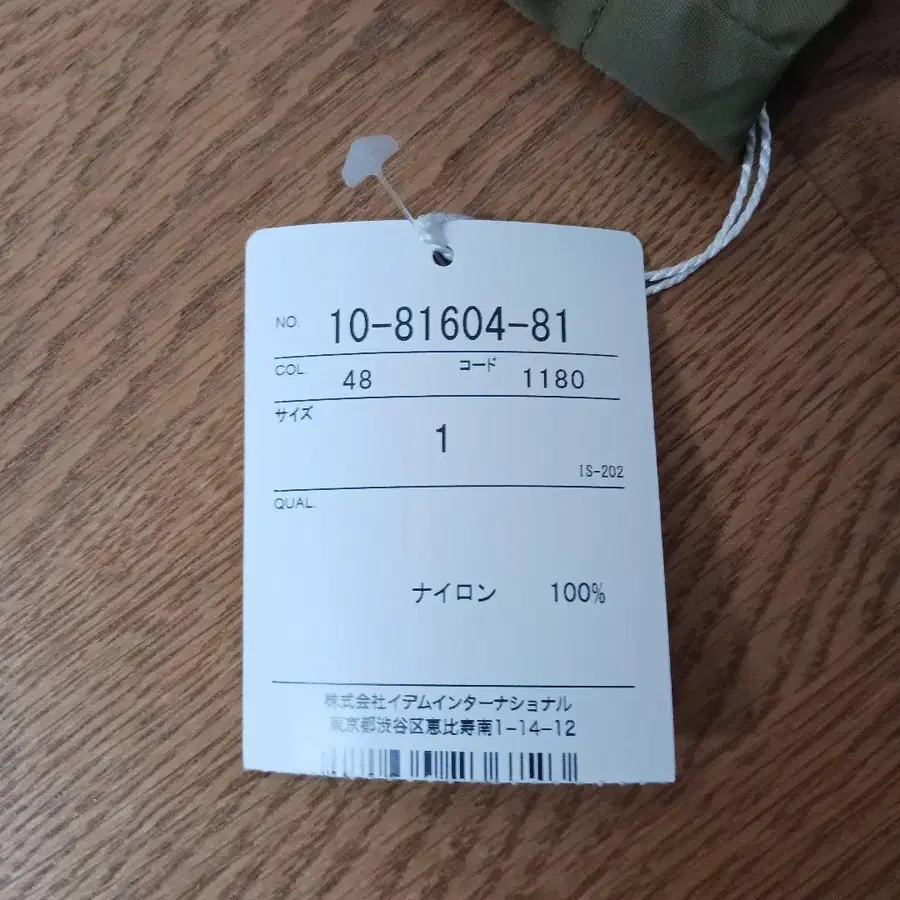 NO. 10-81604-81
COL. 48 コード 1180
サイズ
1
IS-202
QUAL.
ナイロン 100%
株式会社イデムインターナショナル
東京都渋谷区恵比寿南1-14-12